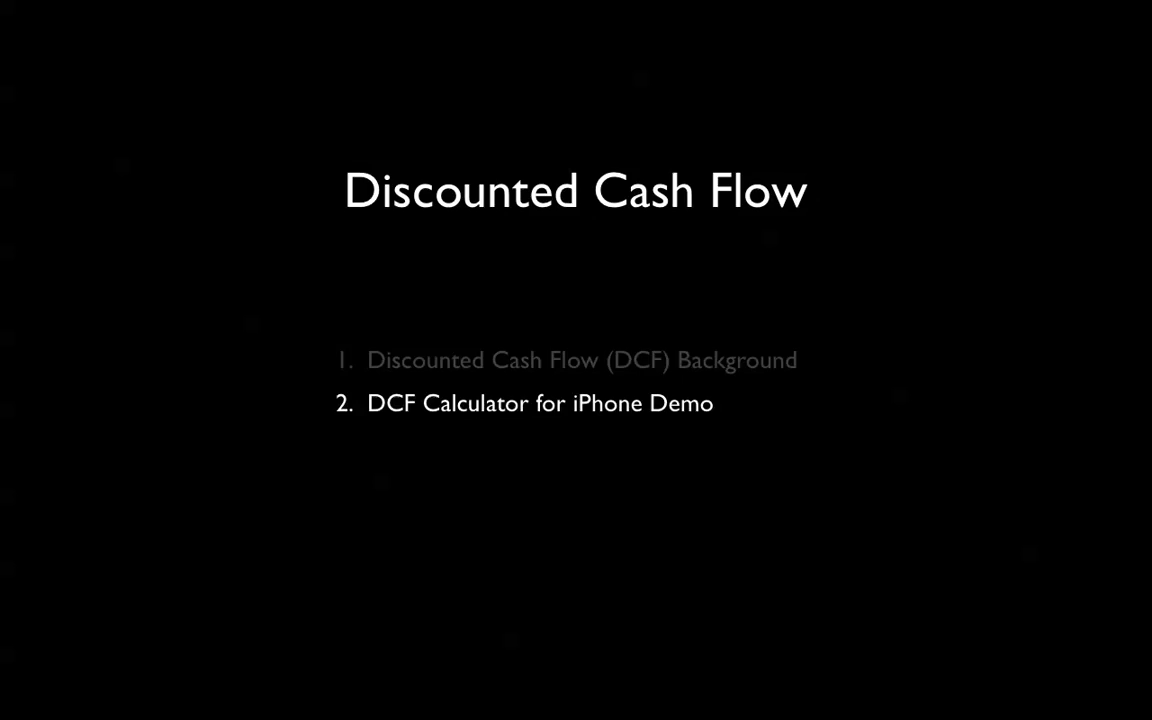 Discounted Cash Flow
1. Discounted Cash Flow (DCF) Background
2. DCF Calculator for iPhone Demo